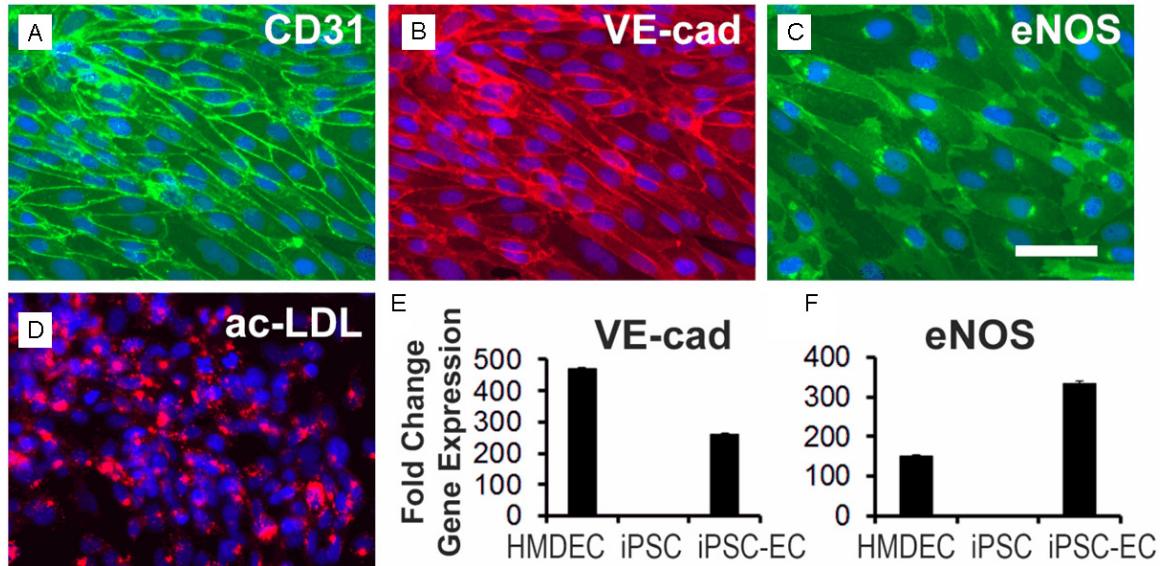 A
CD31
B
VE-cad
C
eNOS
D
ac-LDL
E
VE-cad
Fold Change
Gene Expression
500
400
300
200
100
0
HMDEC iPSC iPSC-EC
F
eNOS
400
300
200
100
0
HMDEC iPSC iPSC-EC